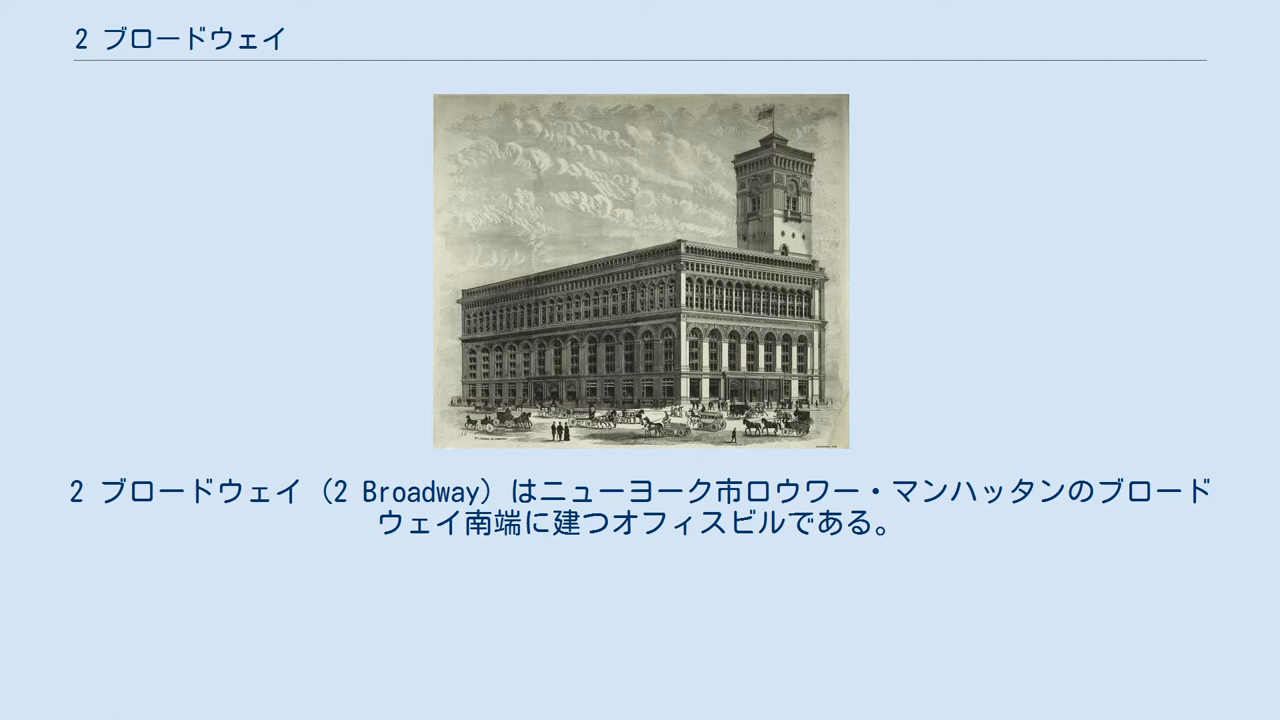 2 ブロードウェイ
2 ブロードウェイ（2 Broadway）はニューヨーク市ロウワー・マンハッタンのブロード
ウェイ南端に建つオフィスビルである。